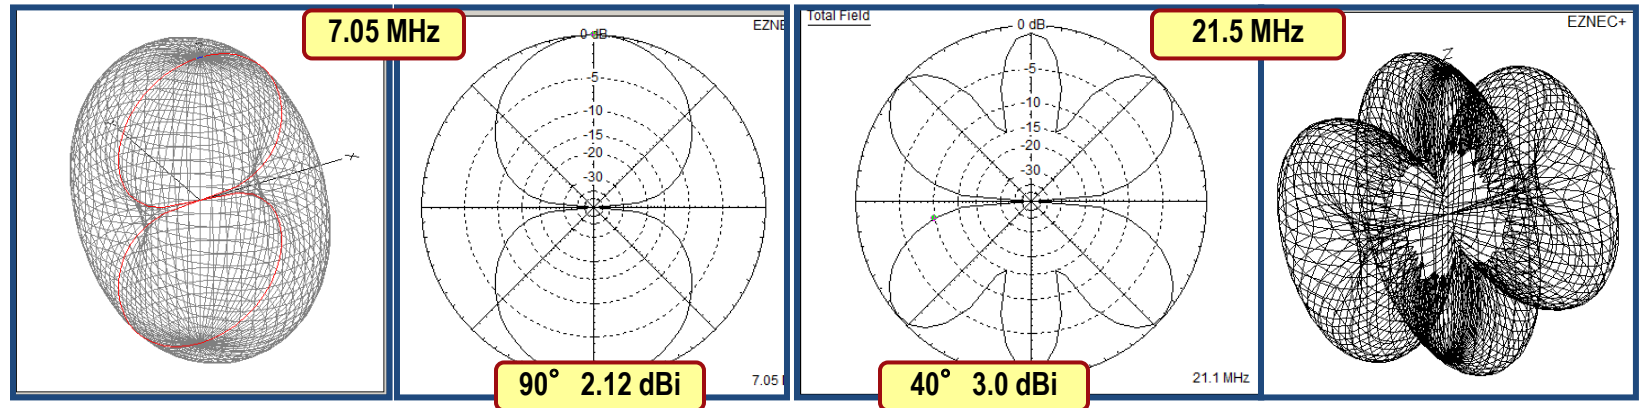 7.05 MHz
EZNE
0 dB
-5
-10
-15
-20
-30
90° 2.12 dBi
7.05
Total Field
0 dB
-5
-10
-15
-20
-30
40° 3.0 dBi
21.1 MHz
21.5 MHz
EZNEC+
Z